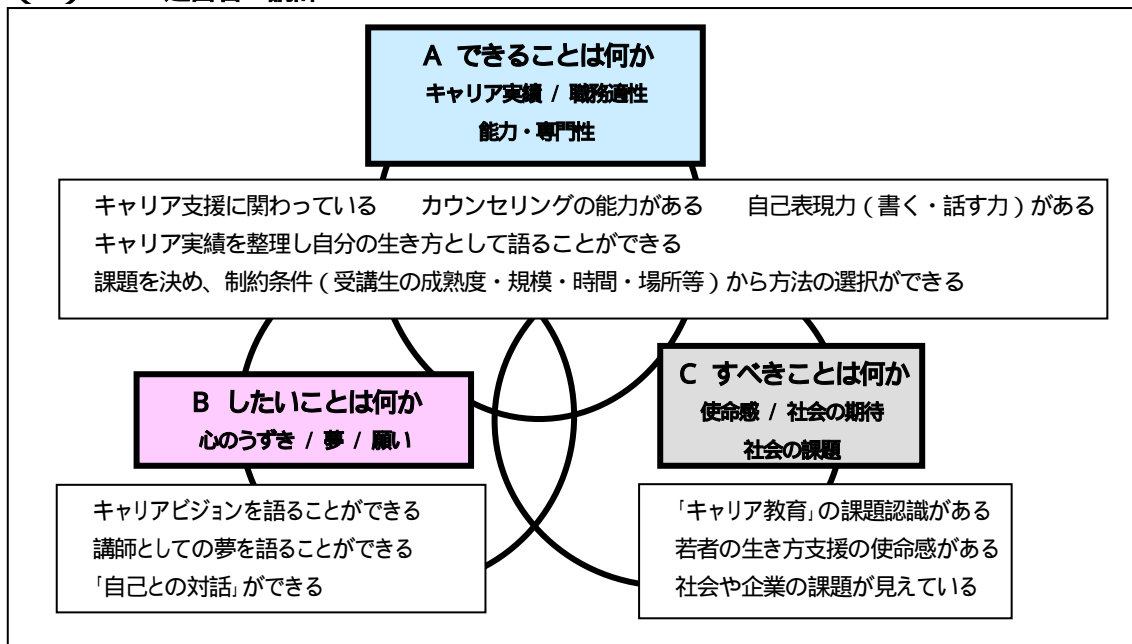 A できることは何か
キャリア実績 / 職務適性
能力・専門性
キャリア支援に関わっている カウンセリングの能力がある 自己表現力(書く・話す力)がある
キャリア実績を整理し自分の生き方として語ることができる
課題を決め、制約条件(受講生の成熟度・規模・時間・場所等)から方法の選択ができる
B したいことは何か
心のうずき / 夢 / 願い
C すべきことは何か
使命感 / 社会の期待
社会の課題
キャリアビジョンを語ることができる
講師としての夢を語ることができる
「自己との対話」ができる
「キャリア教育」の課題認識がある
若者の生き方支援の使命感がある
社会や企業の課題が見えている